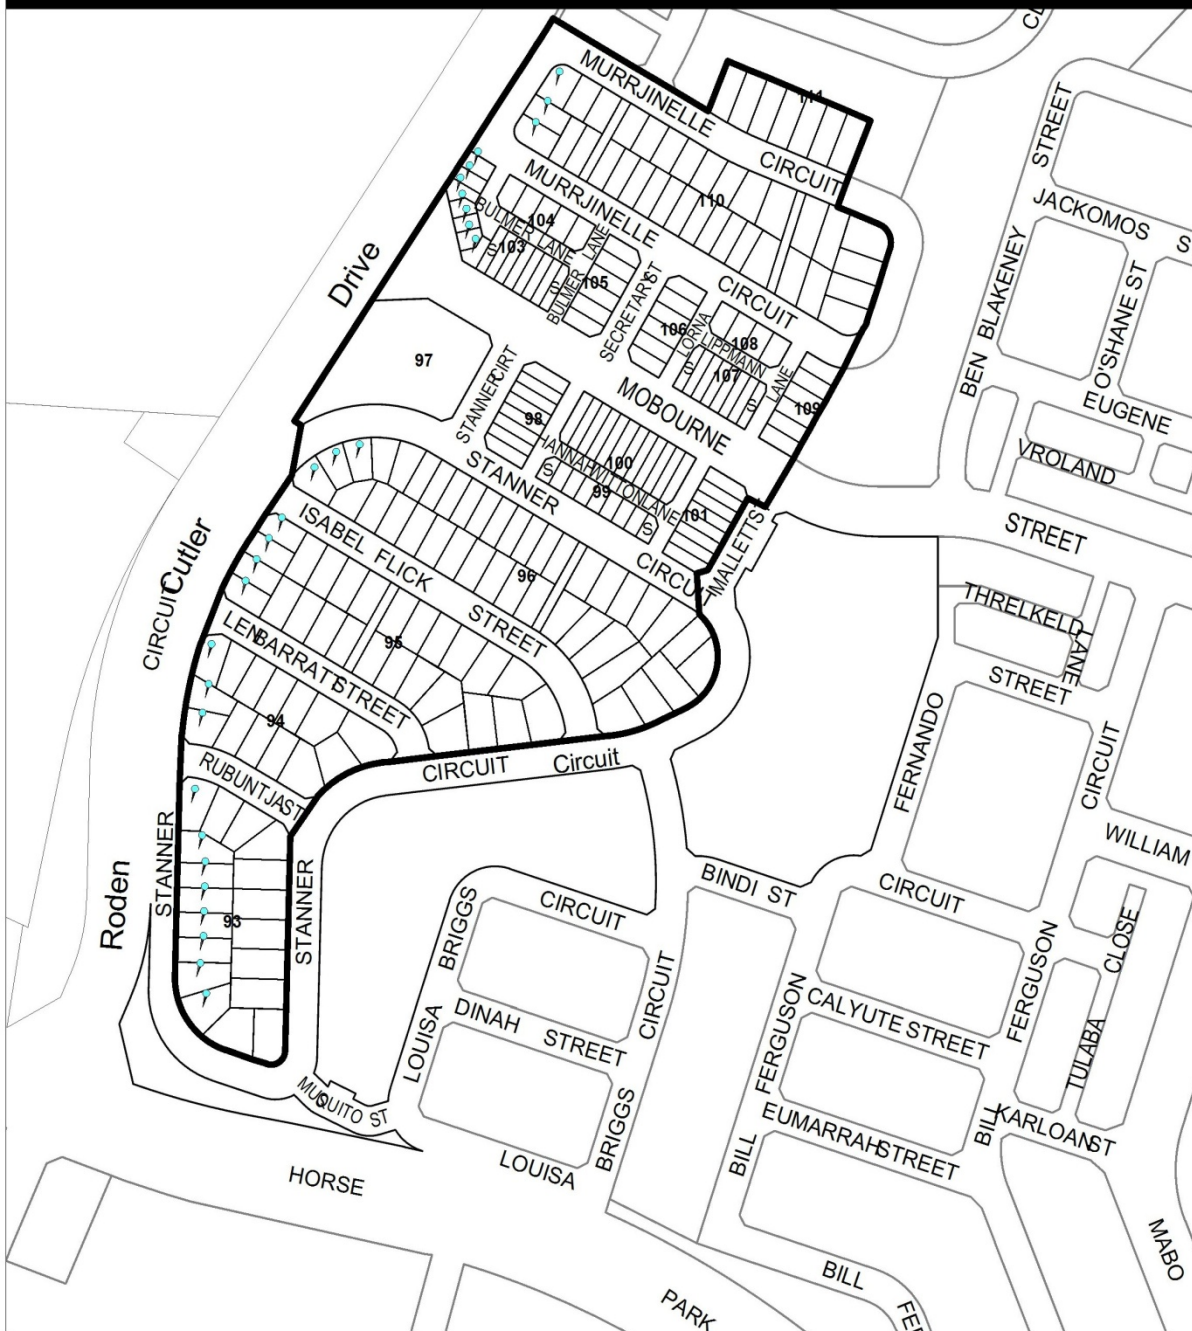 MURRJINELLE
CIRCUIT
111
110
MURRJINELLE
CIRCUIT
STREET
JACKOMOS S
BEN BLAKENEY
O'SHANE ST
EUGENE
VROLAND
STREET
Drive
104
BULMER LANE
103
S
S
BULMER
LANE
105
SECRETARY ST
106
LORNA
LIPPMANN
LANE
108
107
S
S
109
97
STANNER CIRT
98
MOBOURNE
100
HANNAH WILTON LANE
S
99
S
101
MALLETT S
STANNER
CIRCUIT
96
ISABEL FLICK
STREET
95
LEN BARRATT STREET
94
Cutler
CIRCUIT
RUBUNTJA ST
CIRCUIT
Circuit
STANNER
93
STANNER
Roden
THRELKELD
LANE
STREET
FERNANDO
CIRCUIT
WILLIAM
BINDI ST
CIRCUIT
BRIGGS
CIRCUIT
CIRCUIT
FERGUSON
CLOSE
TULABA
LOUISA
DINAH STREET
FERGUSON
CALYUTE STREET
MUSQUITO ST
BRIGGS
EUMARRAH STREET
BILL
KARLOAN ST
BILL
LOUISA
HORSE
MABO
BILL
PARK